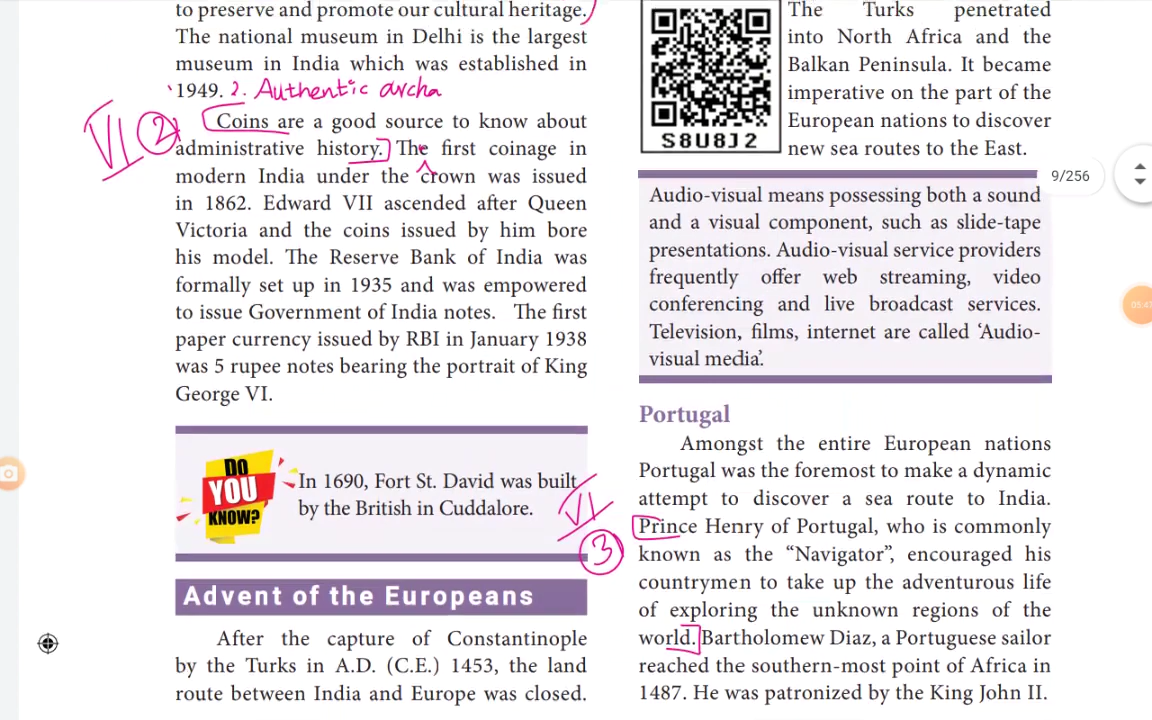 to preserve and promote our cultural heritage.
The national museum in Delhi is the largest
museum in India which was established in
1949. 2. Authentic archa
VI 2
Coins are a good source to know about
administrative history. The first coinage in
modern India under the crown was issued
in 1862. Edward VII ascended after Queen
Victoria and the coins issued by him bore
his model. The Reserve Bank of India was
formally set up in 1935 and was empowered
to issue Government of India notes. The first
paper currency issued by RBI in January 1938
was 5 rupee notes bearing the portrait of King
George VI.
DO
YOU
KNOW?
In 1690, Fort St. David was built
by the British in Cuddalore.
Advent of the Europeans
After the capture of Constantinople
by the Turks in A.D. (C.E.) 1453, the land
route between India and Europe was closed.
S8U8J2
The Turks penetrated
into North Africa and the
Balkan Peninsula. It became
imperative on the part of the
European nations to discover
new sea routes to the East.
9/256
Audio-visual means possessing both a sound
and a visual component, such as slide-tape
presentations. Audio-visual service providers
frequently offer web streaming, video
conferencing and live broadcast services.
Television, films, internet are called ‘Audio-
visual media’.
Portugal
Amongst the entire European nations
Portugal was the foremost to make a dynamic
attempt to discover a sea route to India.
VI
3
Prince Henry of Portugal, who is commonly
known as the “Navigator”, encouraged his
countrymen to take up the adventurous life
of exploring the unknown regions of the
world. Bartholomew Diaz, a Portuguese sailor
reached the southern-most point of Africa in
1487. He was patronized by the King John II.